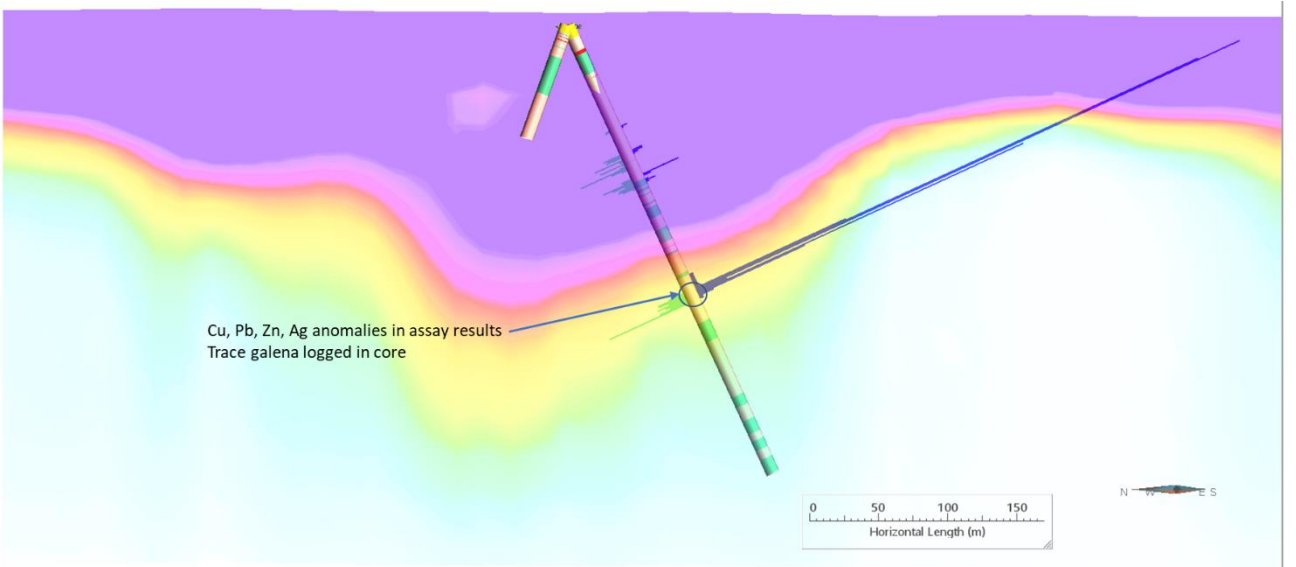 Cu, Pb, Zn, Ag anomalies in assay results
Trace galena logged in core
N W E S
0 50 100 150
Horizontal Length (m)